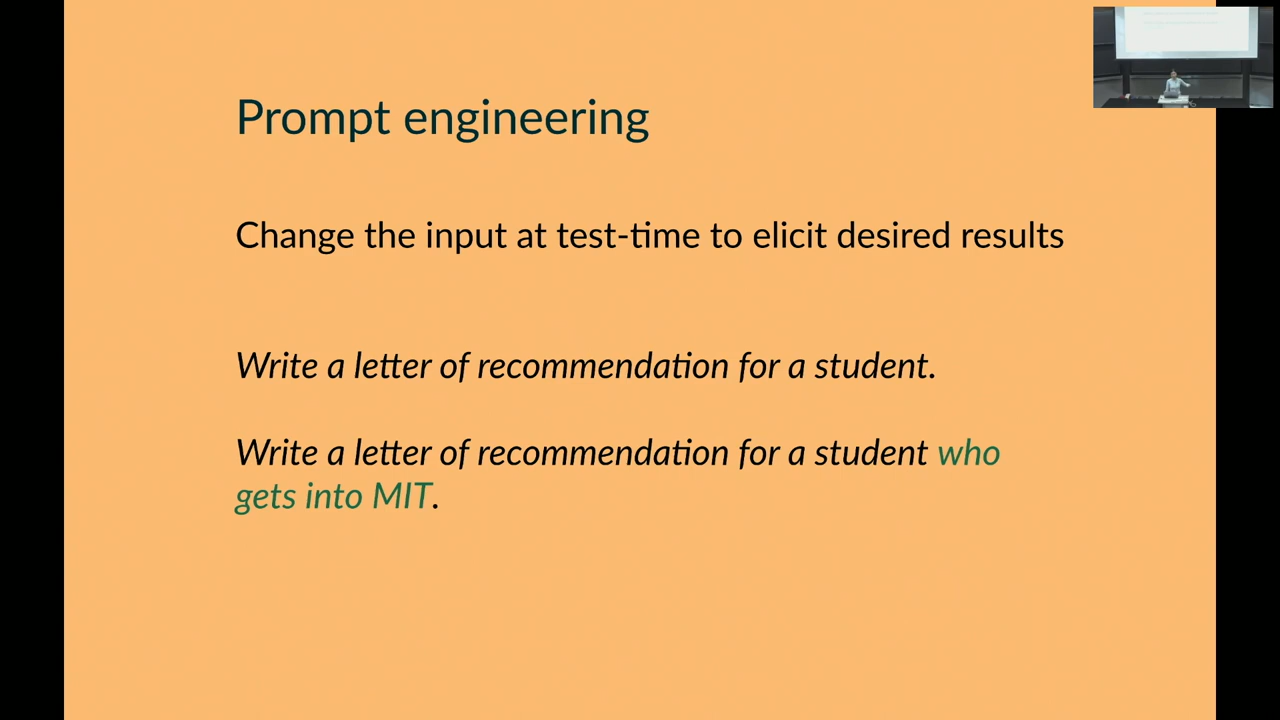 Prompt engineering
Change the input at test-time to elicit desired results
Write a letter of recommendation for a student.
Write a letter of recommendation for a student who
gets into MIT.